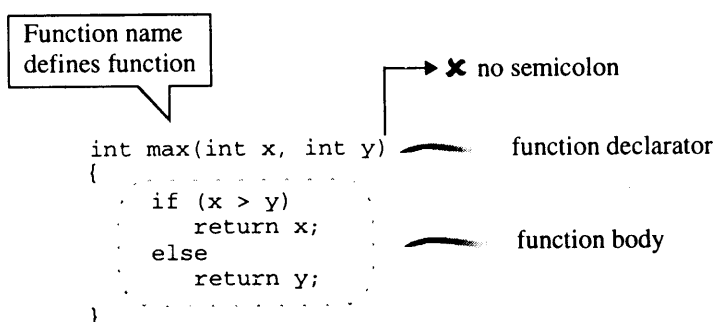 Function name
defines function
✘ no semicolon
int max(int x, int y)
function declarator
{
if (x > y)
return x;
else
return y;
function body
}